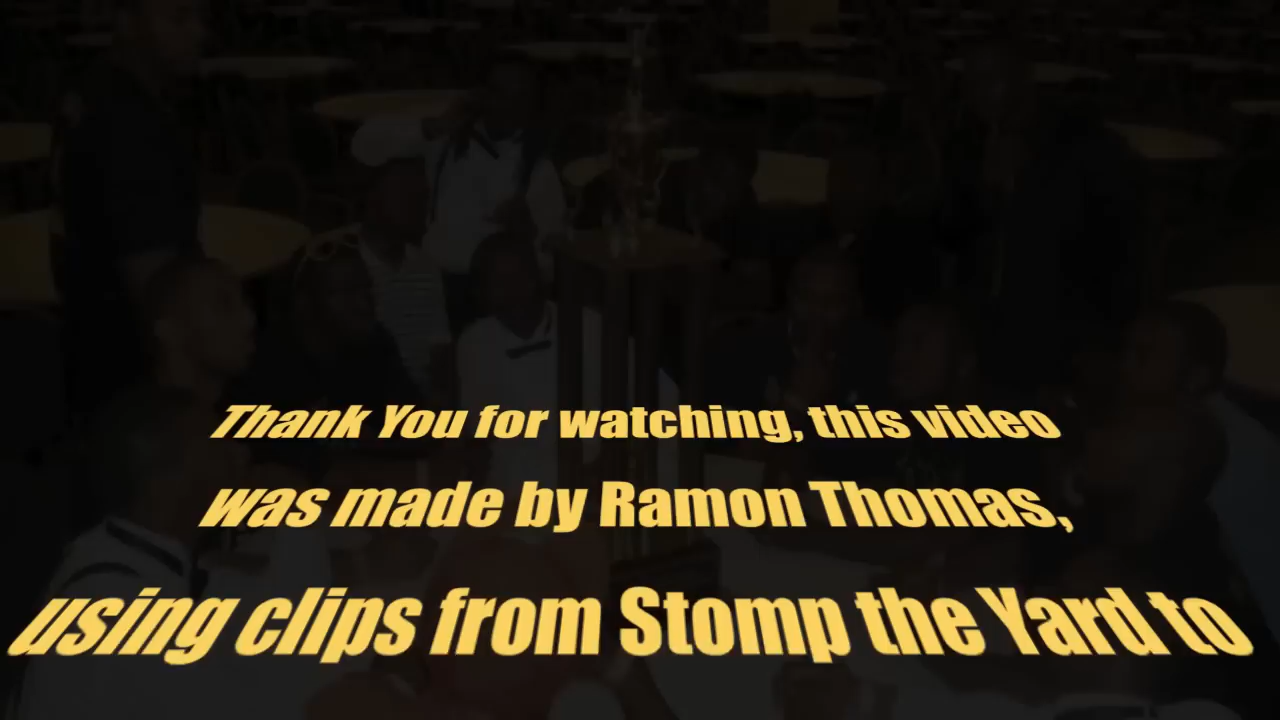 Thank You for watching, this video
was made by Ramon Thomas,
using clips from Stomp the Yard to